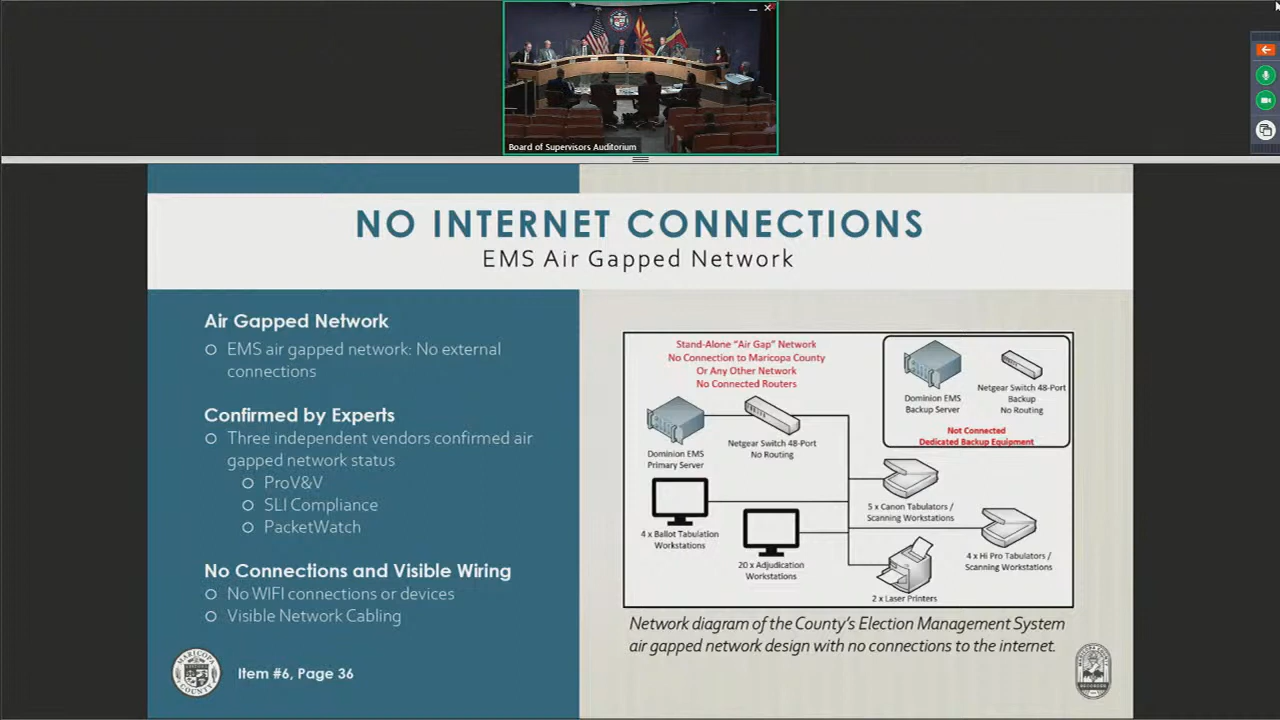 Board of Supervisors Auditorium
NO INTERNET CONNECTIONS
EMS Air Gapped Network
Air Gapped Network
EMS air gapped network: No external
connections
Confirmed by Experts
Three independent vendors confirmed air
gapped network status
ProV&V
SLI Compliance
PacketWatch
No Connections and Visible Wiring
No WIFI connections or devices
Visible Network Cabling
MARICOPA
COUNTY
Item #6, Page 36
Stand-Alone “Air Gap” Network
No Connection to Maricopa County
Or Any Other Network
No Connected Routers
Dominion EMS
Primary Server
Netgear Switch 48-Port
No Routing
Dominion EMS
Backup Server
Netgear Switch 48-Port
Backup
No Routing
Not Connected
Dedicated Backup Equipment
4 x Ballot Tabulation
Workstations
20 x Adjudication
Workstations
5 x Canon Tabulators /
Scanning Workstations
4 x Hi Pro Tabulators /
Scanning Workstations
2 x Laser Printers
Network diagram of the County’s Election Management System
air gapped network design with no connections to the internet.